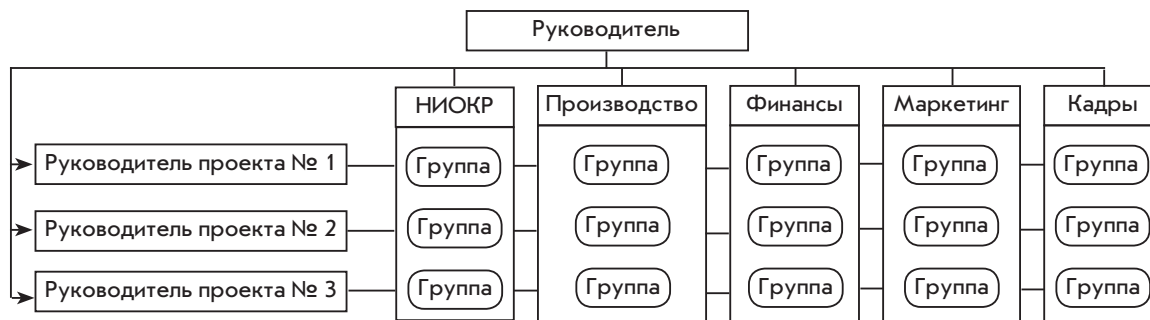 Руководитель
НИОКР Производство Финансы Маркетинг Кадры
Руководитель проекта № 1 Группа Группа Группа Группа Группа
Руководитель проекта № 2 Группа Группа Группа Группа Группа
Руководитель проекта № 3 Группа Группа Группа Группа Группа